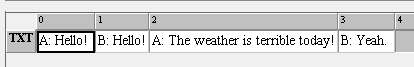 0 1 2 3 4
TXT A: Hello! B: Hello! A: The weather is terrible today! B: Yeah.